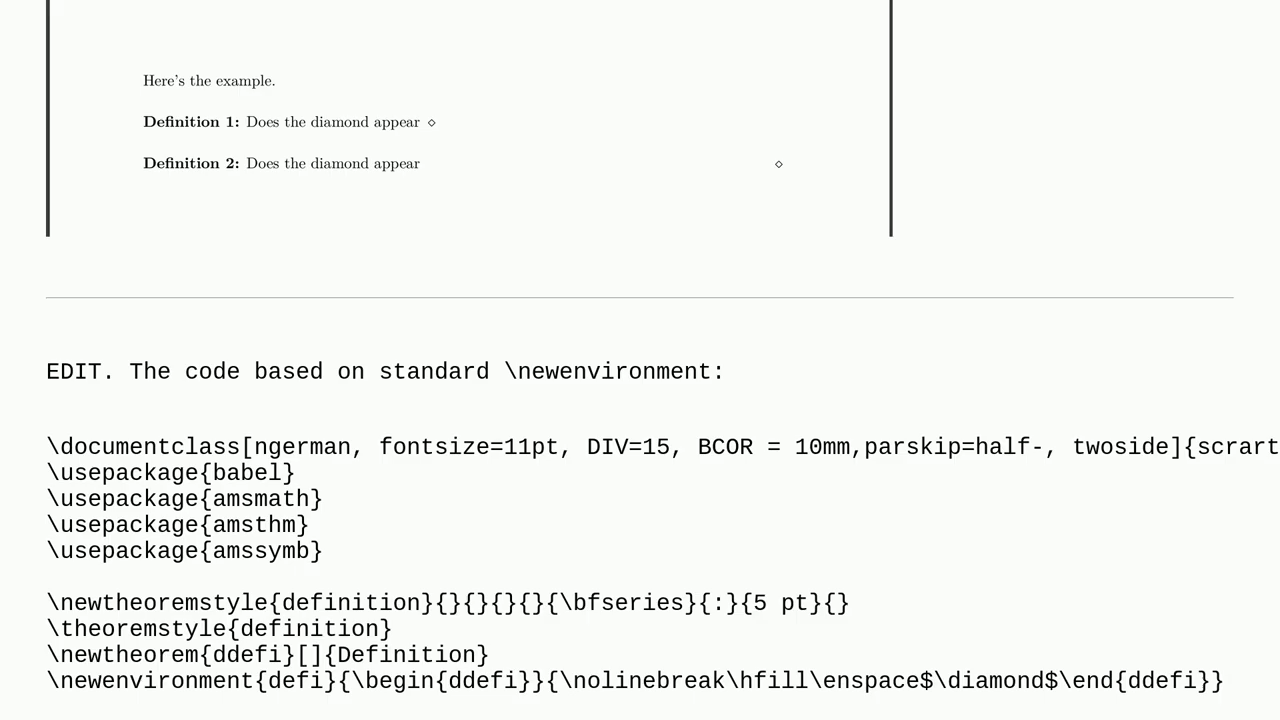 Here's the example.
Definition 1: Does the diamond appear ⋄
Definition 2: Does the diamond appear ⋄
EDIT. The code based on standard \newenvironment:
\documentclass[ngerman, fontsize=11pt, DIV=15, BCOR = 10mm,parskip=half-, twoside]{scrart
\usepackage{babel}
\usepackage{amsmath}
\usepackage{amsthm}
\usepackage{amssymb}
\newtheoremstyle{definition}{}{}{}{}{\bfseries}{:}{5 pt}{}
\theoremstyle{definition}
\newtheorem{ddefi}[]{Definition}
\newenvironment{defi}{\begin{ddefi}}{\nolinebreak\hfill\enspace$\diamond$\end{ddefi}}